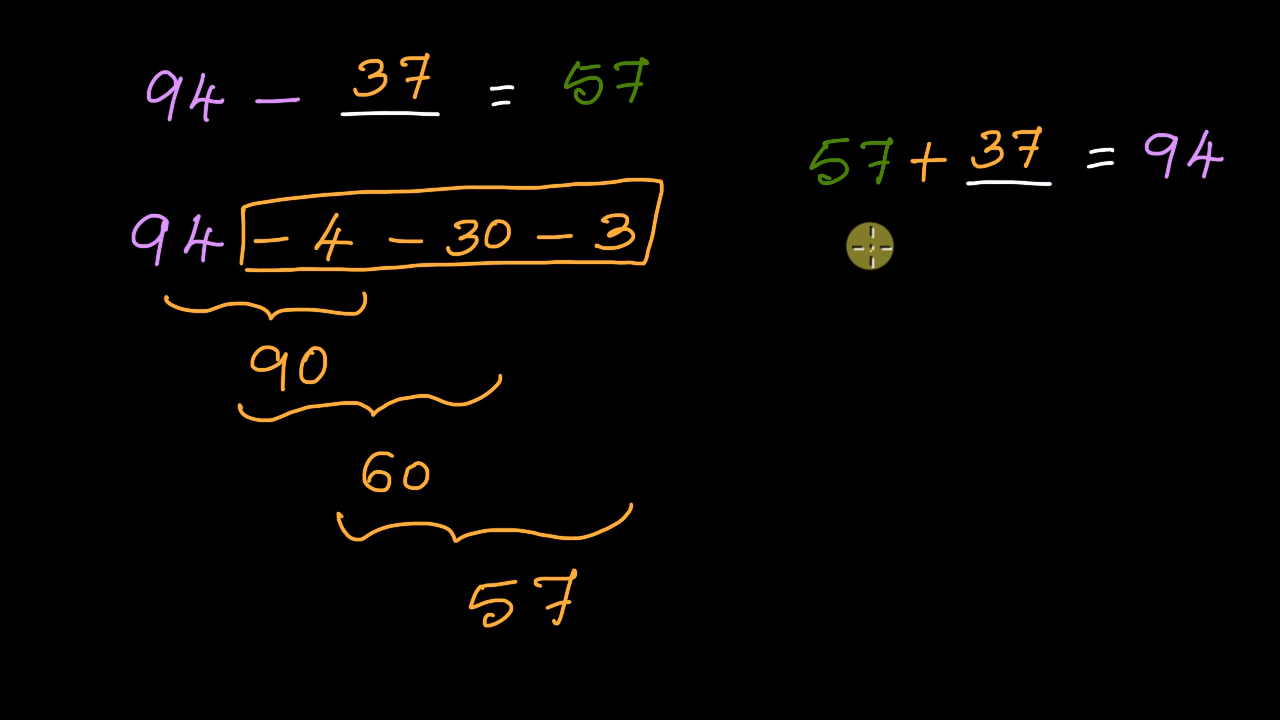 94 - 37 = 57
57 + 37 = 94
94 - 4 - 30 - 3
90
60
57